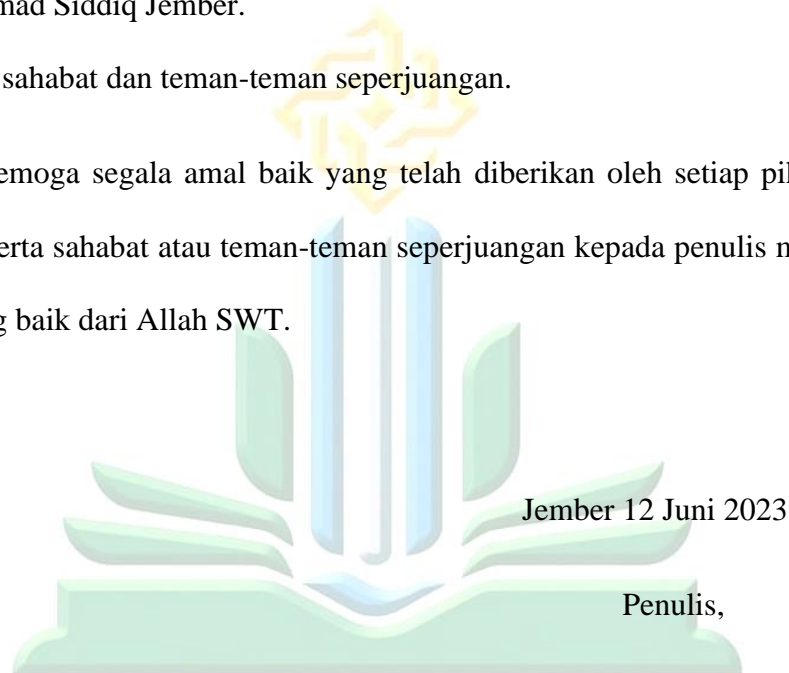 mad Siddiq Jember.
sahabat dan teman-teman seperjuangan.
emoga segala amal baik yang telah diberikan oleh setiap pi
erta sahabat atau teman-teman seperjuangan kepada penulis
g baik dari Allah SWT.
Jember 12 Juni 2023
Penulis,